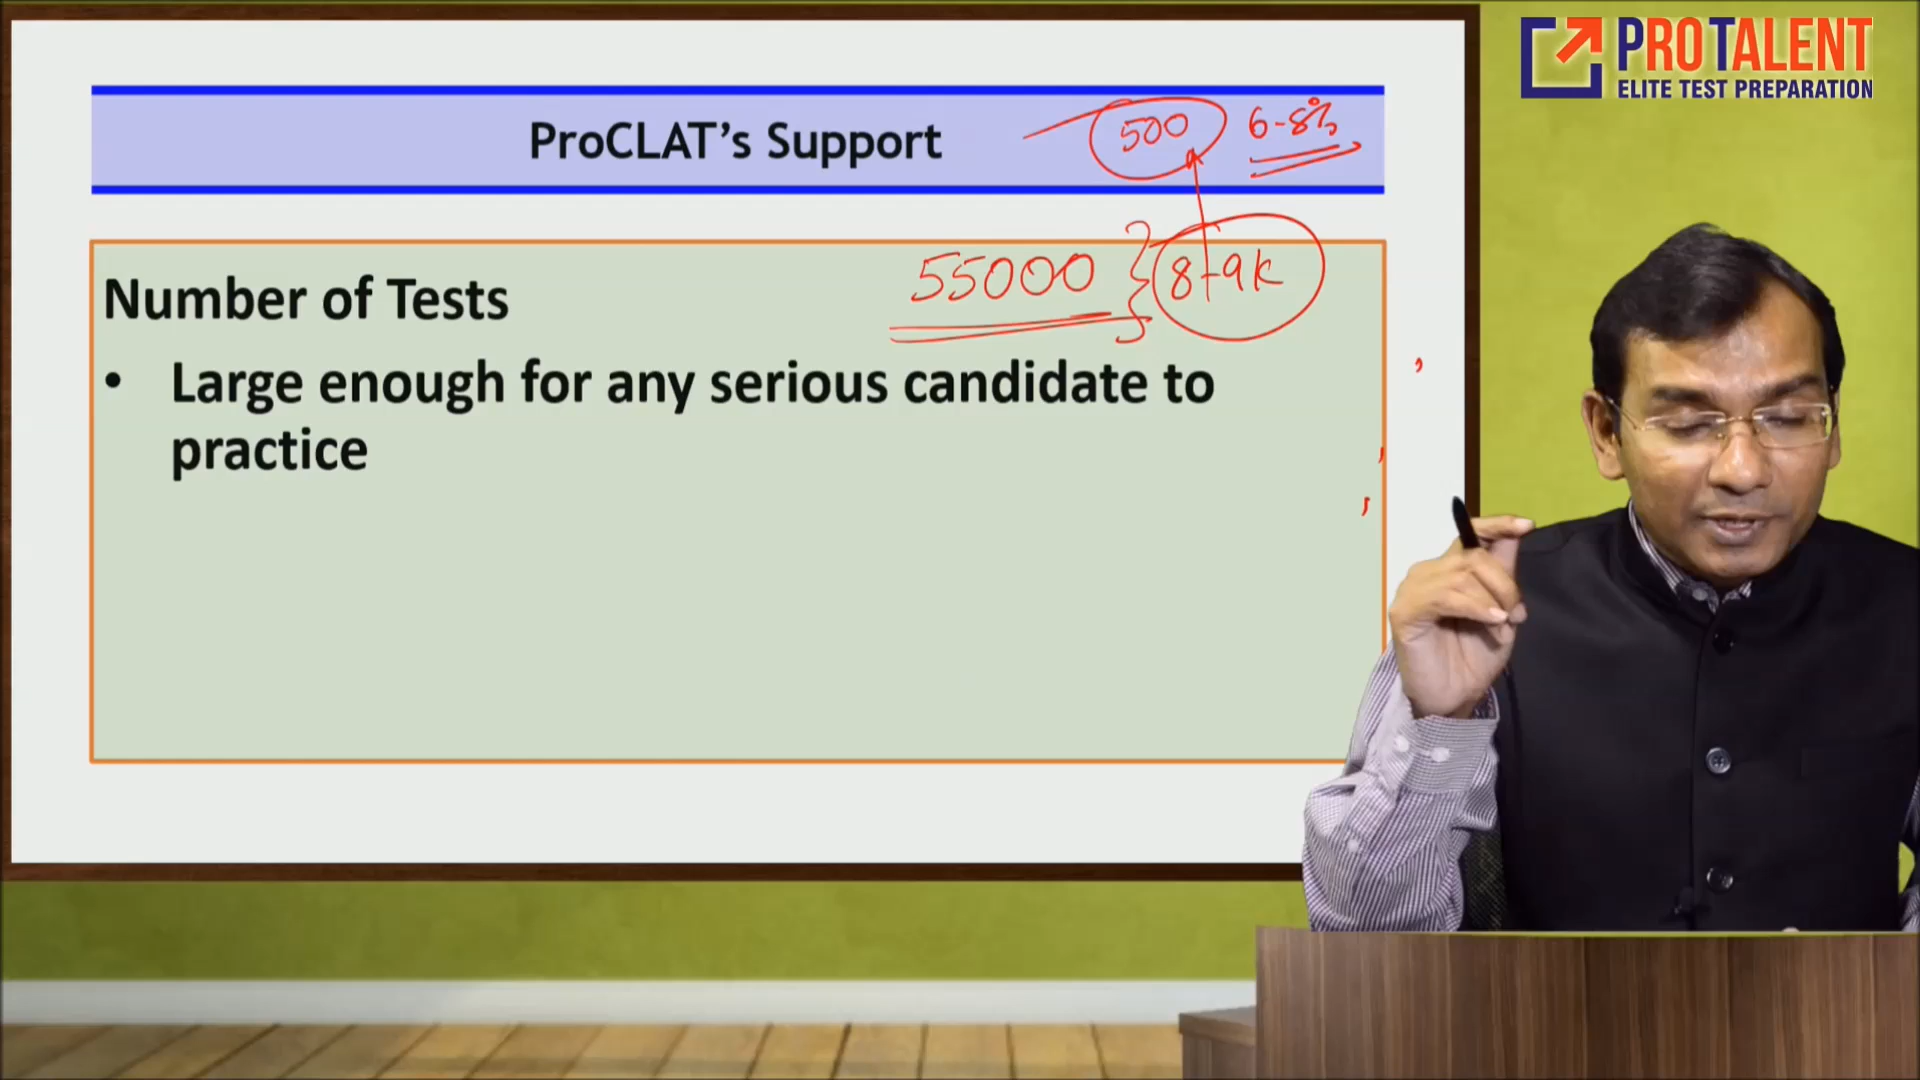 PROTALENT
ELITE TEST PREPARATION
ProCLAT's Support
500 6-8%
55000 } 8-9k
Number of Tests
• Large enough for any serious candidate to
practice